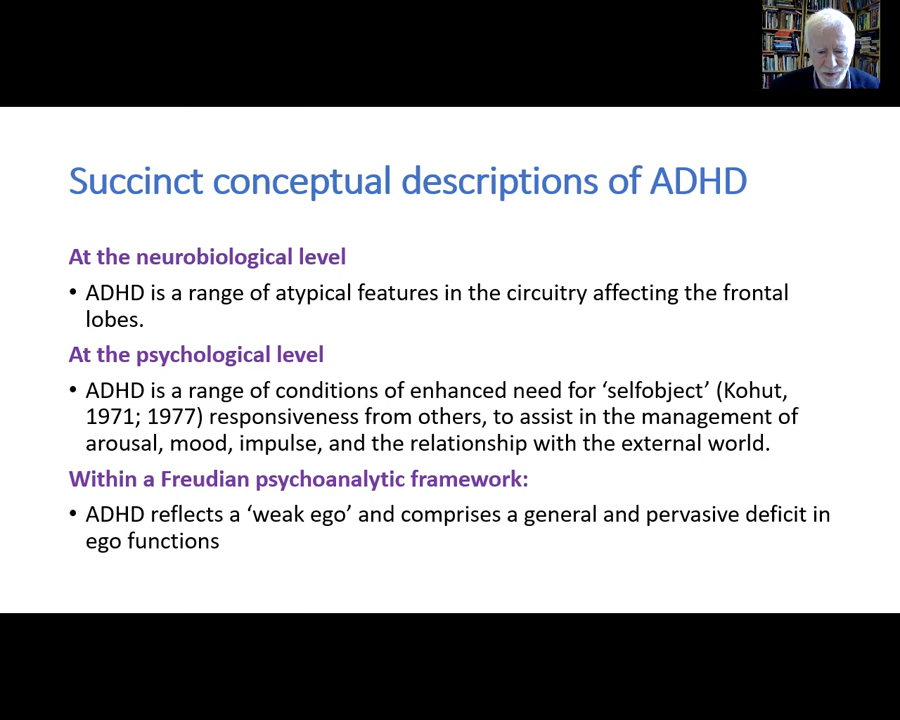 Succinct conceptual descriptions of ADHD
At the neurobiological level
• ADHD is a range of atypical features in the circuitry affecting the frontal
lobes.
At the psychological level
• ADHD is a range of conditions of enhanced need for ‘selfobject’ (Kohut,
1971; 1977) responsiveness from others, to assist in the management of
arousal, mood, impulse, and the relationship with the external world.
Within a Freudian psychoanalytic framework:
• ADHD reflects a ‘weak ego’ and comprises a general and pervasive deficit in
ego functions